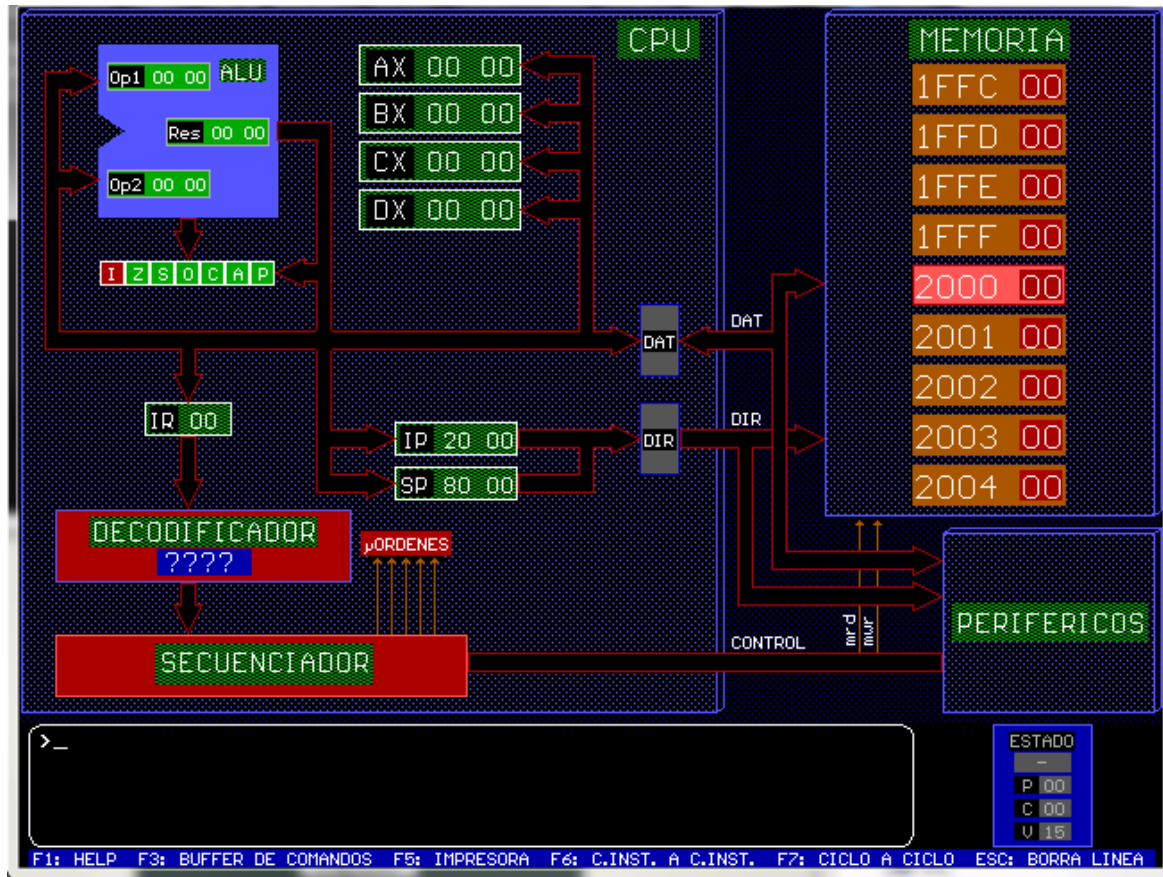 CPU
MEMORIA
ALU
Op1 00 00
Res 00 00
Op2 00 00
I Z S O C A P
AX 00 00
BX 00 00
CX 00 00
DX 00 00
1FFC 00
1FFD 00
1FFE 00
1FFF 00
2000 00
2001 00
2002 00
2003 00
2004 00
DAT
DAT
DIR
DIR
IR 00
IP 20 00
SP 80 00
DECODIFICADOR
????
µORDENES
SECUENCIADOR
CONTROL
mrd
mwr
PERIFERICOS
>_
ESTADO
-
P 00
C 00
V 15
F1: HELP F3: BUFFER DE COMANDOS F5: IMPRESORA F6: C.INST. A C.INST. F7: CICLO A CICLO ESC: BORRA LINEA